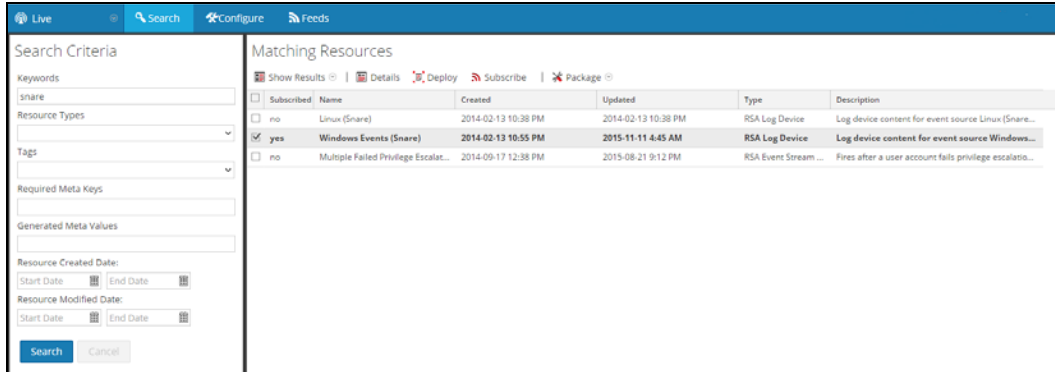 Live Search Configure Feeds
Search Criteria
Keywords
snare
Resource Types
Tags
Required Meta Keys
Generated Meta Values
Resource Created Date:
Start Date End Date
Resource Modified Date:
Start Date End Date
Search Cancel
Matching Resources
Show Results | Details Deploy Subscribe | Package
Subscribed Name Created Updated Type Description
no Linux (Snare) 2014-02-13 10:38 PM 2014-02-13 10:38 PM RSA Log Device Log device content for event source Linux (Snare...
yes Windows Events (Snare) 2014-02-13 10:55 PM 2015-11-11 4:45 AM RSA Log Device Log device content for event source Windows...
no Multiple Failed Privilege Escalat... 2014-09-17 12:38 PM 2015-08-21 9:12 PM RSA Event Stream ... Fires after a user account fails privilege escalatio...